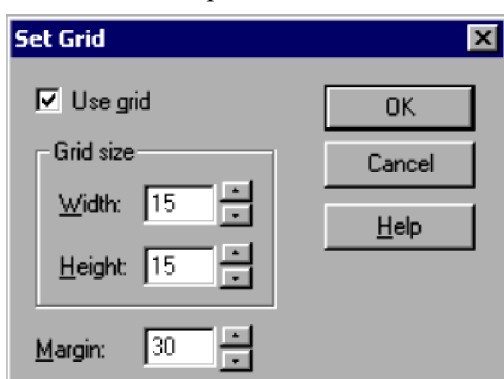 Set Grid
Use grid
OK
Grid size
Cancel
Width: 15
Help
Height: 15
Margin: 30